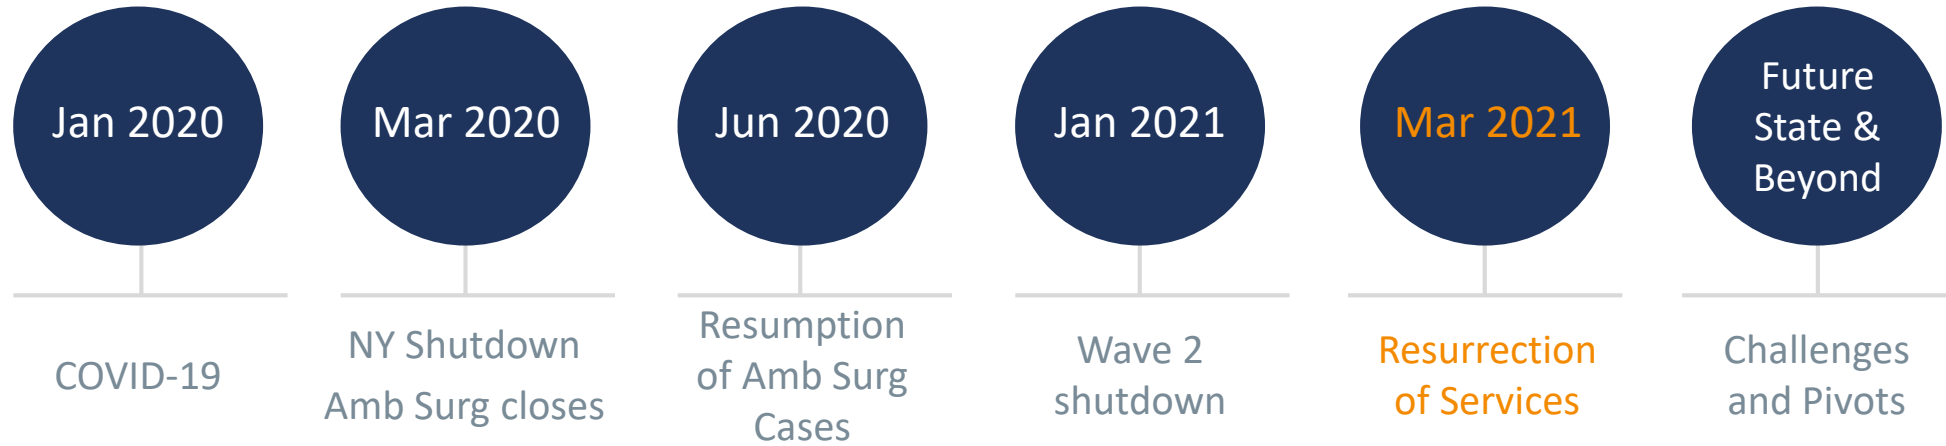 Jan 2020
COVID-19
Mar 2020
NY Shutdown
Amb Surg closes
Jun 2020
Resumption
of Amb Surg
Cases
Jan 2021
Wave 2
shutdown
Mar 2021
Resurrection
of Services
Future
State &
Beyond
Challenges
and Pivots